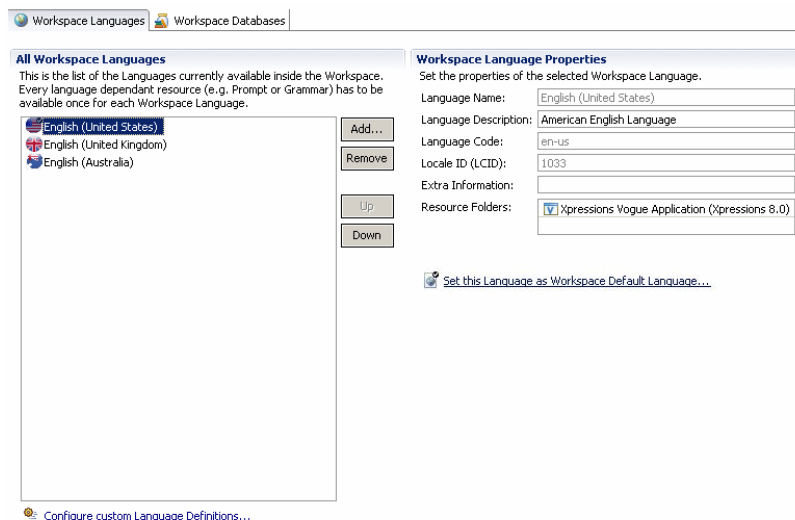 Workspace Languages Workspace Databases
All Workspace Languages
This is the list of the Languages currently available inside the Workspace.
Every language dependant resource (e.g. Prompt or Grammar) has to be
available once for each Workspace Language.
English (United States)
English (United Kingdom)
English (Australia)
Add...
Remove
Up
Down
Configure custom Language Definitions...
Workspace Language Properties
Set the properties of the selected Workspace Language.
Language Name: English (United States)
Language Description: American English Language
Language Code: en-us
Locale ID (LCID): 1033
Extra Information:
Resource Folders: Xpressions Vogue Application (Xpressions 8.0)
Set this Language as Workspace Default Language...